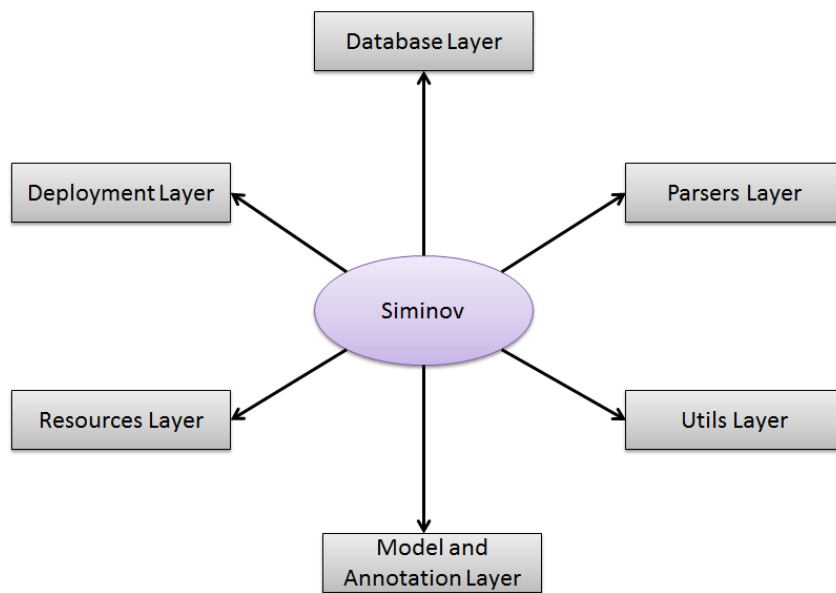 Database Layer
Deployment Layer
Parsers Layer
Siminov
Resources Layer
Utils Layer
Model and
Annotation Layer